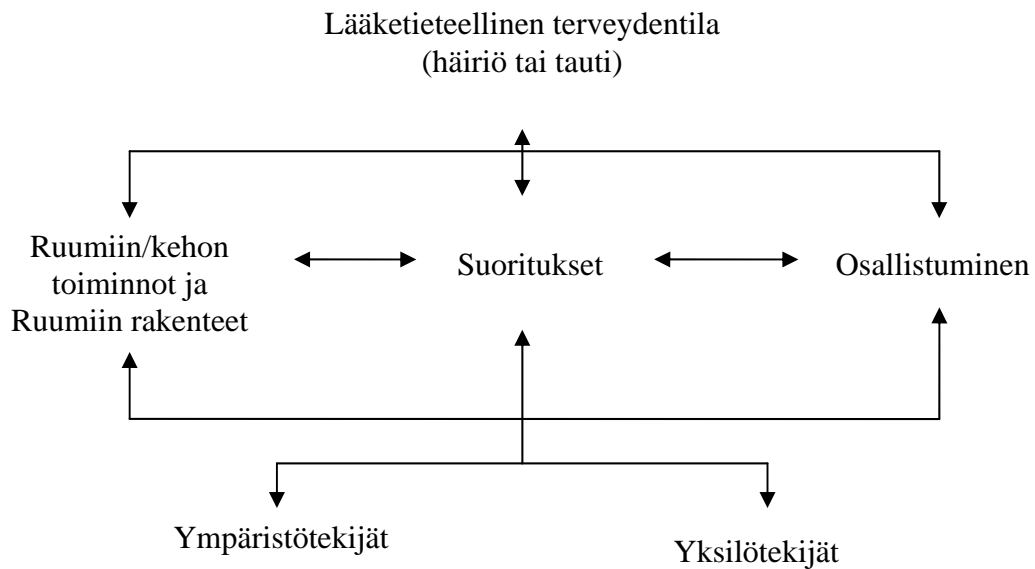 Lääketieteellinen terveydentila
(häiriö tai tauti)
Ruumiin/kehon
toiminnot ja
Ruumiin rakenteet
Suoritukset
Osallistuminen
Ympäristötekijät
Yksilötekijät